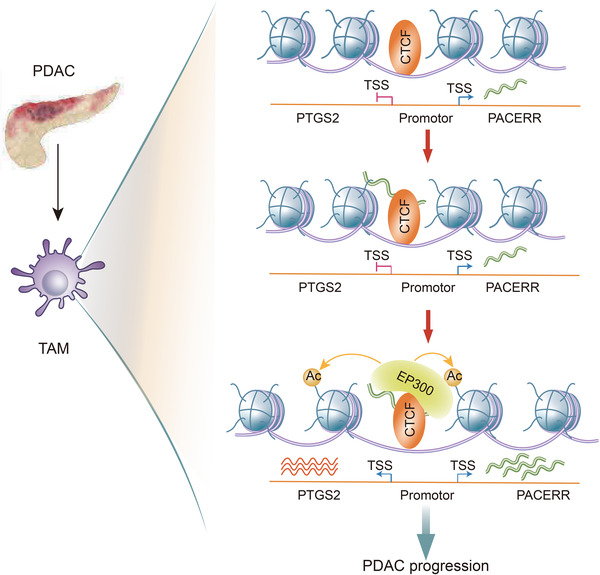 PDAC
TAM
CTCF
TSS TSS
PTGS2 Promotor PACERR
CTCF
TSS TSS
PTGS2 Promotor PACERR
Ac EP300 Ac
CTCF
TSS TSS
PTGS2 Promotor PACERR
PDAC progression